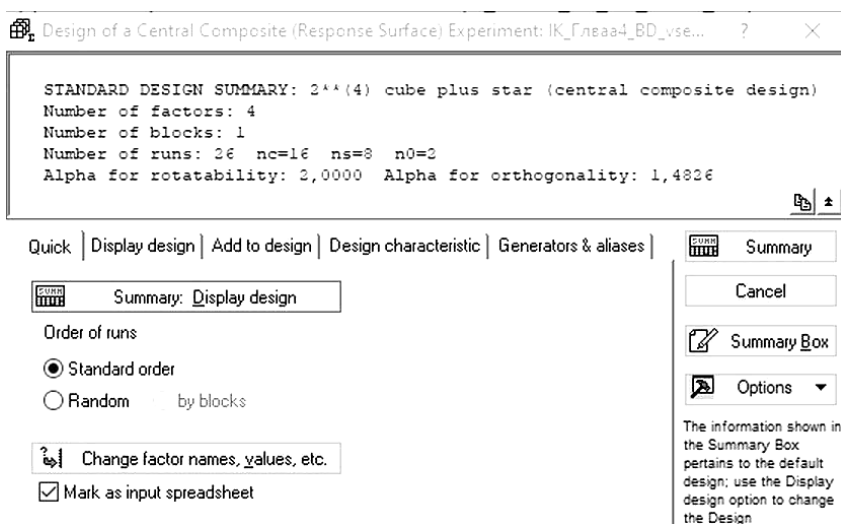 Design of a Central Composite (Response Surface) Experiment: IK_Глваа4_BD_vse... ? ×
STANDARD DESIGN SUMMARY: 2**(4) cube plus star (central composite design)
Number of factors: 4
Number of blocks: 1
Number of runs: 26 nc=16 ns=8 n0=2
Alpha for rotatability: 2,0000 Alpha for orthogonality: 1,4826
Quick Display design Add to design Design characteristic Generators & aliases
Summary: Display design
Order of runs
Standard order
Random by blocks
Change factor names, values, etc.
Mark as input spreadsheet
Summary
Cancel
Summary Box
Options
The information shown in
the Summary Box
pertains to the default
design; use the Display
design option to change
the Design